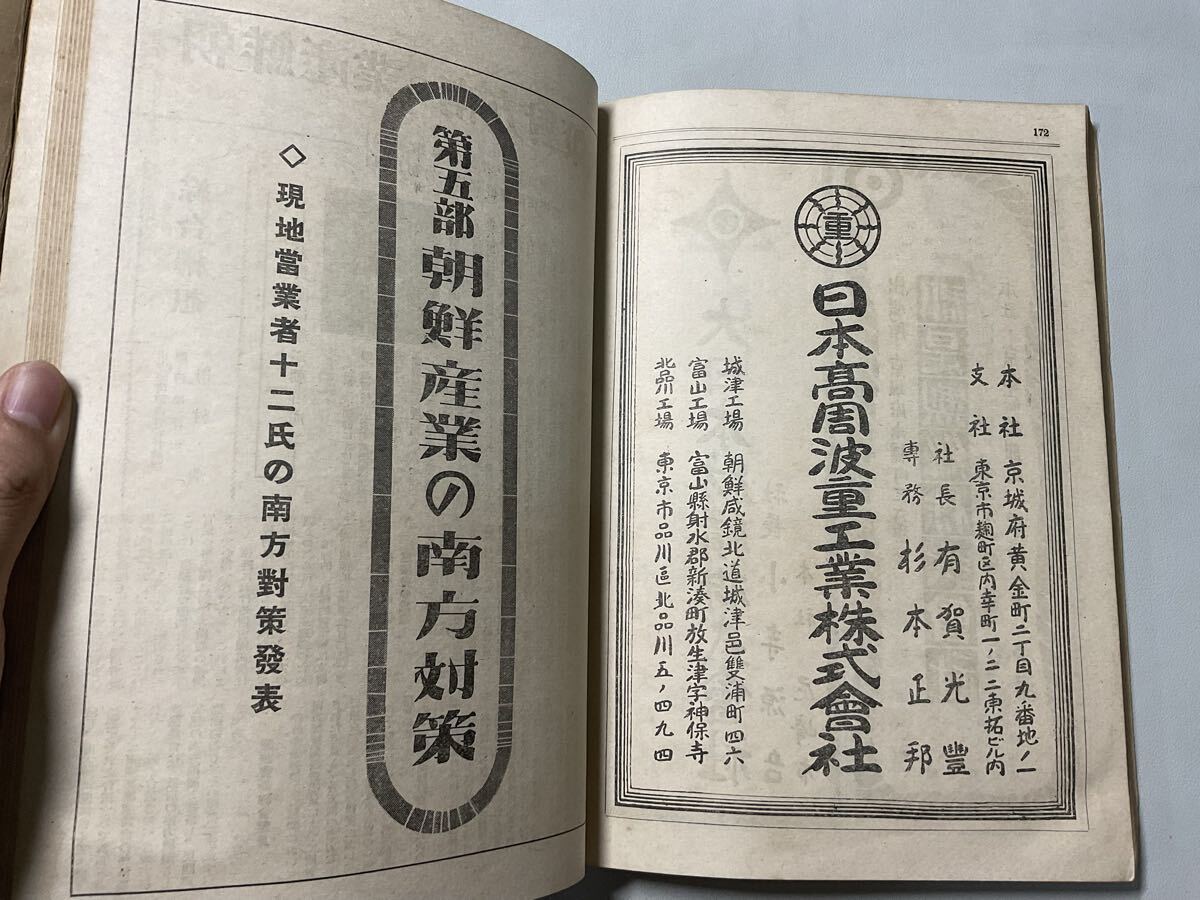 172
重
本社 京城府黄金町二丁目九番地ノ一
支社 東京市麹町区内幸町一ノ二二東拓ビル内
社長 有賀光豐
專務 杉本正邦
日本高周波重工業株式會社
城津工場 朝鮮咸鏡北道城津邑雙浦町四六
富山工場 富山縣射水郡新湊町放生津字神保寺
北品川工場 東京市品川區北品川五ノ四九四
第五部 朝鮮産業の南方対策
◇現地當業者十二氏の南方對策發表